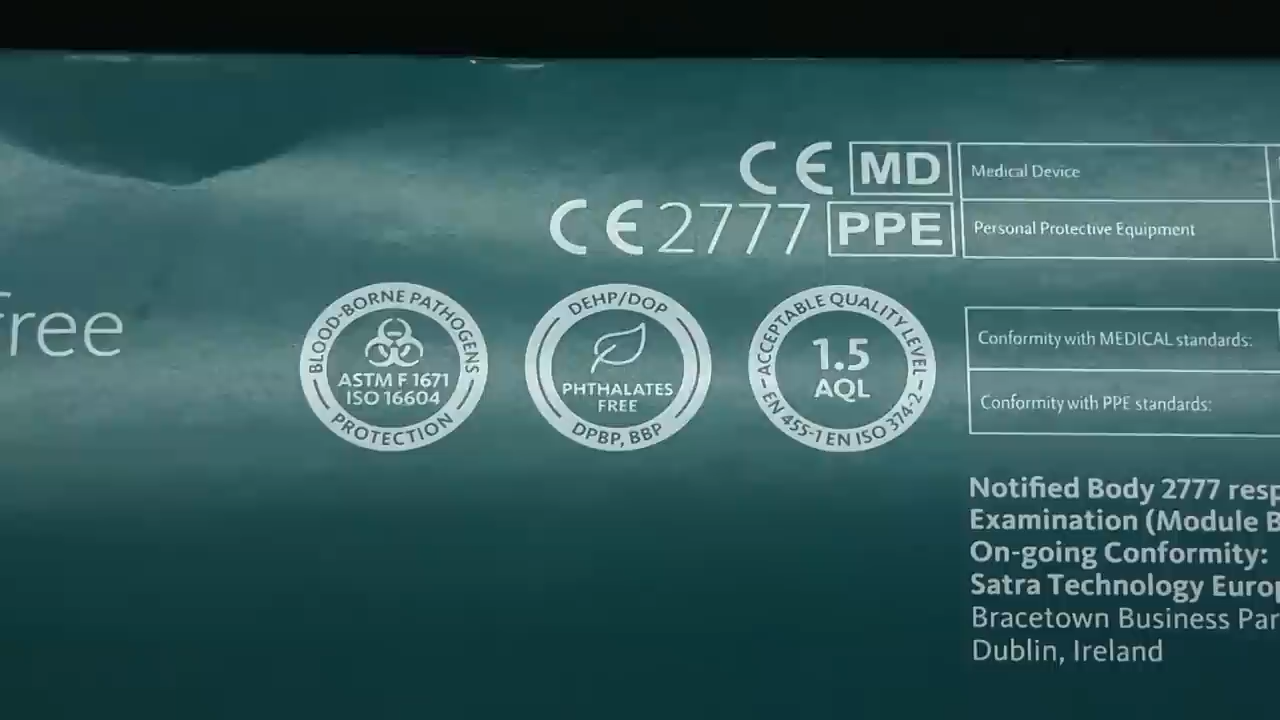 CE MD Medical Device
CE 2777 PPE Personal Protective Equipment
free
BLOOD-BORNE PATHOGENS
ASTM F 1671
ISO 16604
PROTECTION
DEHP/DOP
PHTHALATES
FREE
DPBP, BBP
ACCEPTABLE QUALITY LEVEL
1.5
AQL
EN 455-1 EN ISO 374-2
Conformity with MEDICAL standards:
Conformity with PPE standards:
Notified Body 2777
Examination (Module B
On-going Conformity:
Satra Technology
Bracetown Business
Dublin, Ireland